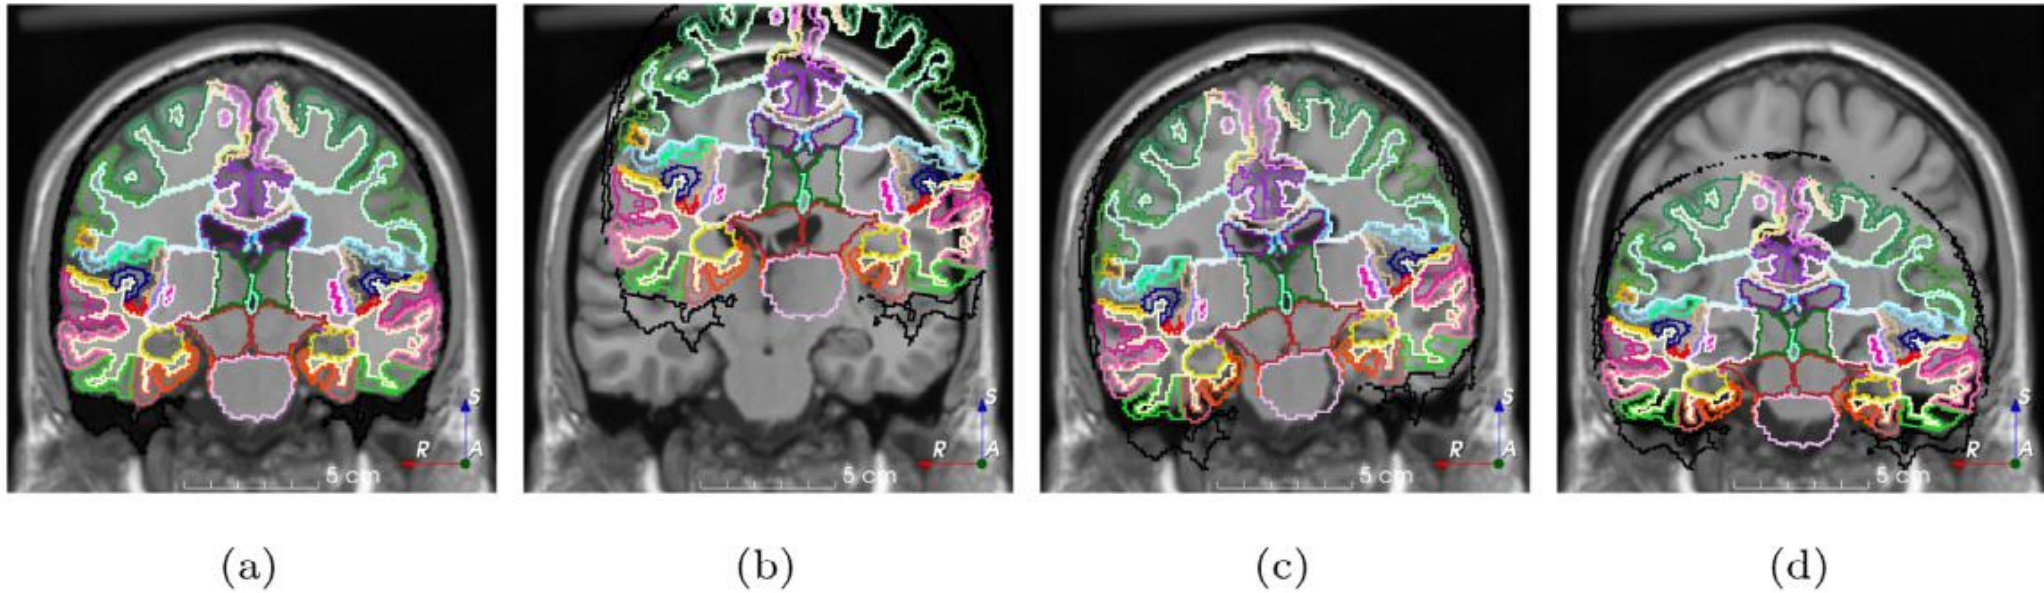 S S S S
R A R A R A R A
5 cm 5 cm 5 cm 5 cm
(a) (b) (c) (d)